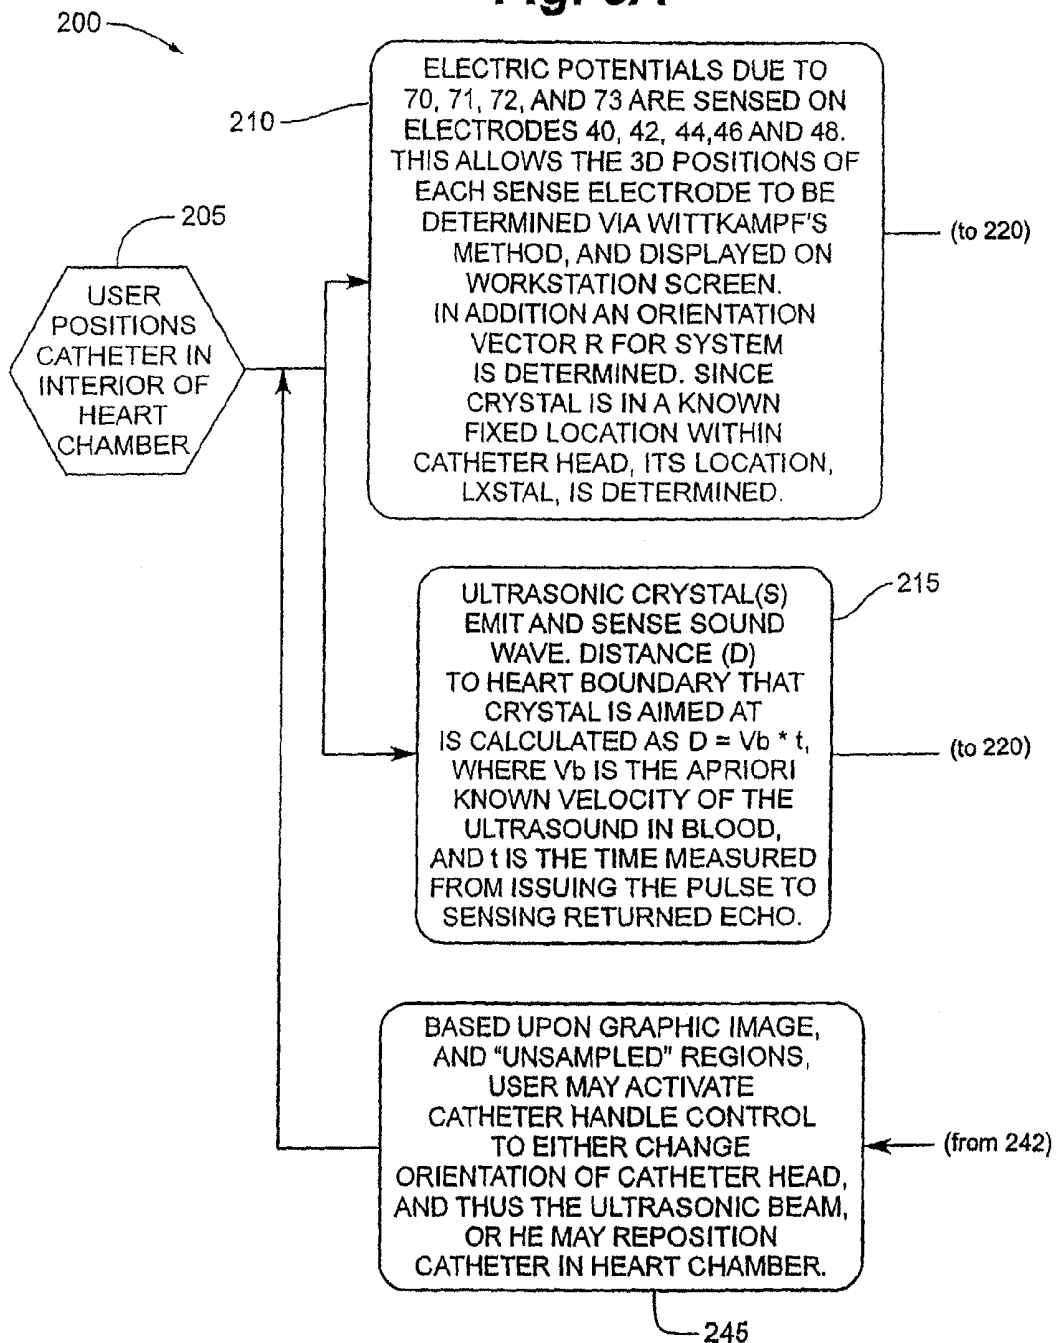 200
210
ELECTRIC POTENTIALS DUE TO
70, 71, 72, AND 73 ARE SENSED ON
ELECTRODES 40, 42, 44,46 AND 48.
THIS ALLOWS THE 3D POSITIONS OF
EACH SENSE ELECTRODE TO BE
DETERMINED VIA WITTKAMPF'S
METHOD, AND DISPLAYED ON
WORKSTATION SCREEN.
IN ADDITION AN ORIENTATION
VECTOR R FOR SYSTEM
IS DETERMINED. SINCE
CRYSTAL IS IN A KNOWN
FIXED LOCATION WITHIN
CATHETER HEAD, ITS LOCATION,
LXSTAL, IS DETERMINED.
(to 220)
205
USER
POSITIONS
CATHETER IN
INTERIOR OF
HEART
CHAMBER
215
ULTRASONIC CRYSTAL(S)
EMIT AND SENSE SOUND
WAVE. DISTANCE (D)
TO HEART BOUNDARY THAT
CRYSTAL IS AIMED AT
IS CALCULATED AS D = Vb * t,
WHERE Vb IS THE APRIORI
KNOWN VELOCITY OF THE
ULTRASOUND IN BLOOD,
AND t IS THE TIME MEASURED
FROM ISSUING THE PULSE TO
SENSING RETURNED ECHO.
(to 220)
BASED UPON GRAPHIC IMAGE,
AND "UNSAMPLED" REGIONS,
USER MAY ACTIVATE
CATHETER HANDLE CONTROL
TO EITHER CHANGE
ORIENTATION OF CATHETER HEAD,
AND THUS THE ULTRASONIC BEAM,
OR HE MAY REPOSITION
CATHETER IN HEART CHAMBER.
(from 242)
245